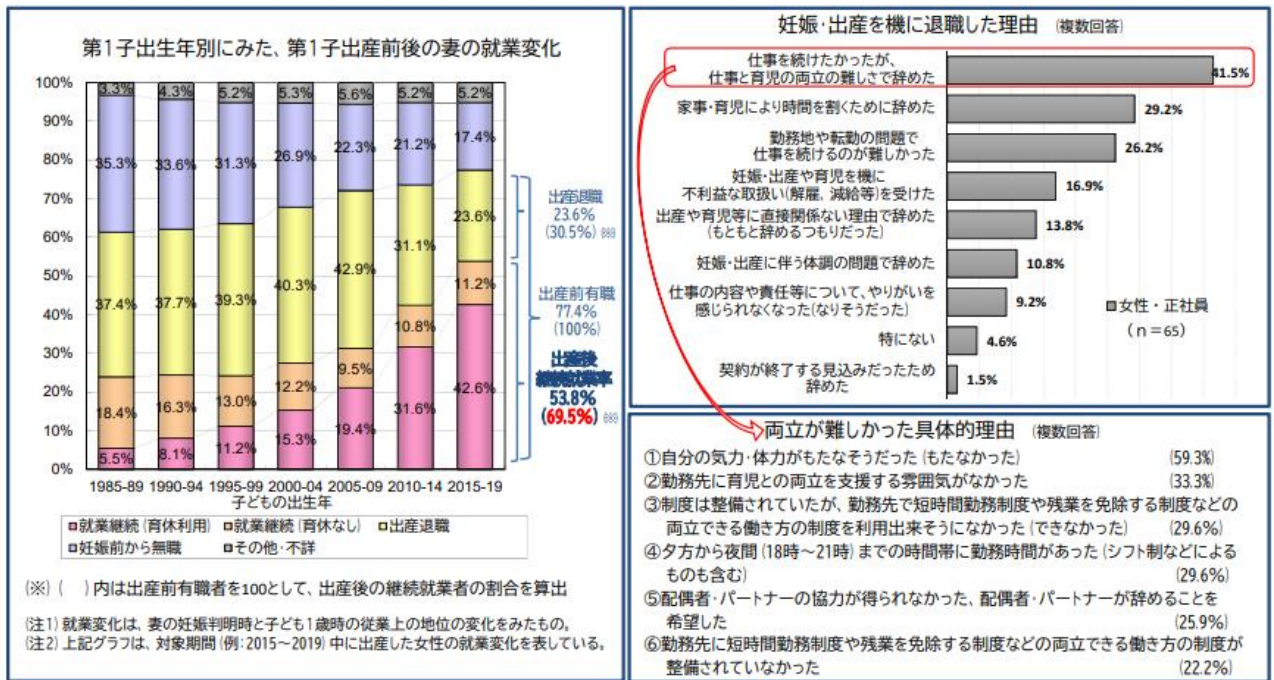 第1子出生年別にみた、第1子出産前後の妻の就業変化
100%
90%
80%
70%
60%
50%
40%
30%
20%
10%
0%
3.3%
35.3%
37.4%
18.4%
5.5%
4.3%
33.6%
37.7%
16.3%
8.1%
5.2%
31.3%
39.3%
13.0%
11.2%
5.3%
26.9%
40.3%
12.2%
15.3%
5.6%
22.3%
42.9%
9.5%
19.4%
5.2%
21.2%
31.1%
10.8%
31.6%
5.2%
17.4%
23.6%
11.2%
42.6%
1985-89 1990-94 1995-99 2000-04 2005-09 2010-14 2015-19
子どもの出生年
出産退職
23.6%
(30.5%)
出産前有職
77.4%
(100%)
出産後
継続就業率
53.8%
(69.5%)
■就業継続(育休利用) ■就業継続(育休なし) ■出産退職
■妊娠前から無職 ■その他・不詳
(※) ( )内は出産前有職者を100として、出産後の継続就業者の割合を算出
(注1) 就業変化は、妻の妊娠判明時と子ども1歳時の従業上の地位の変化をみたもの。
(注2) 上記グラフは、対象期間(例:2015～2019)中に出産した女性の就業変化を表している。
妊娠・出産を機に退職した理由 (複数回答)
仕事を続けたかったが、
仕事と育児の両立の難しさで辞めた
41.5%
家事・育児により時間を割くために辞めた
29.2%
勤務地や転勤の問題で
仕事を続けるのが難しかった
26.2%
妊娠・出産や育児を機に
不利益な取扱い(解雇、減給等)を受けた
16.9%
出産や育児等に直接関係ない理由で辞めた
(もともと辞めるつもりだった)
13.8%
妊娠・出産に伴う体調の問題で辞めた
10.8%
仕事の内容や責任等について、やりがいを
感じられなくなった(なりそうだった)
9.2%
特にない
4.6%
契約が終了する見込みだったため
辞めた
1.5%
■女性・正社員
(n=65)
両立が難しかった具体的理由 (複数回答)
①自分の気力・体力がもたなそうだった(もたなかった) (59.3%)
②勤務先に育児との両立を支援する雰囲気がなかった (33.3%)
③制度は整備されていたが、勤務先で短時間勤務制度や残業を免除する制度などの
両立できる働き方の制度を利用出来そうになかった(できなかった) (29.6%)
④夕方から夜間(18時～21時)までの時間帯に勤務時間があった(シフト制などによる
ものも含む) (29.6%)
⑤配偶者・パートナーの協力が得られなかった、配偶者・パートナーが辞めることを
希望した (25.9%)
⑥勤務先に短時間勤務制度や残業を免除する制度などの両立できる働き方の制度が
整備されていなかった (22.2%)